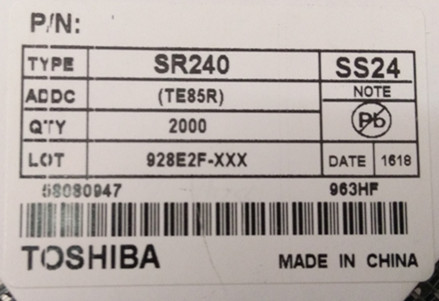 P/N:
TYPE SR240 SS24
ADDC (TE85R) NOTE
QTY 2000 Pb
LOT 928E2F-XXX DATE 1618
58080947 963HF
TOSHIBA MADE IN CHINA